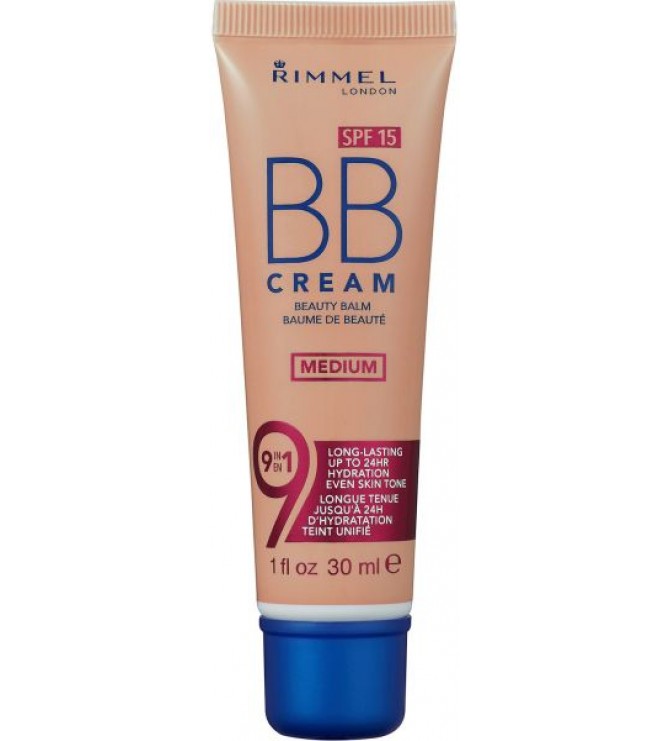 RIMMEL
LONDON
SPF 15
BB
CREAM
BEAUTY BALM
BAUME DE BEAUTÉ
MEDIUM
9
9 IN EN 1
LONG-LASTING
UP TO 24HR
HYDRATION
EVEN SKIN TONE
LONGUE TENUE
JUSQU'À 24H
D'HYDRATATION
TEINT UNIFIÉ
1 fl oz 30 ml e